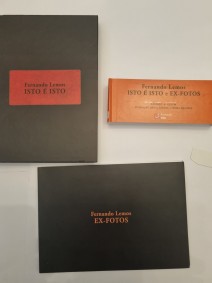 Fernando Lemos
ISTO É ISTO
Fernando Lemos
ISTO É ISTO e EX-FOTOS
Fernando Lemos
EX-FOTOS